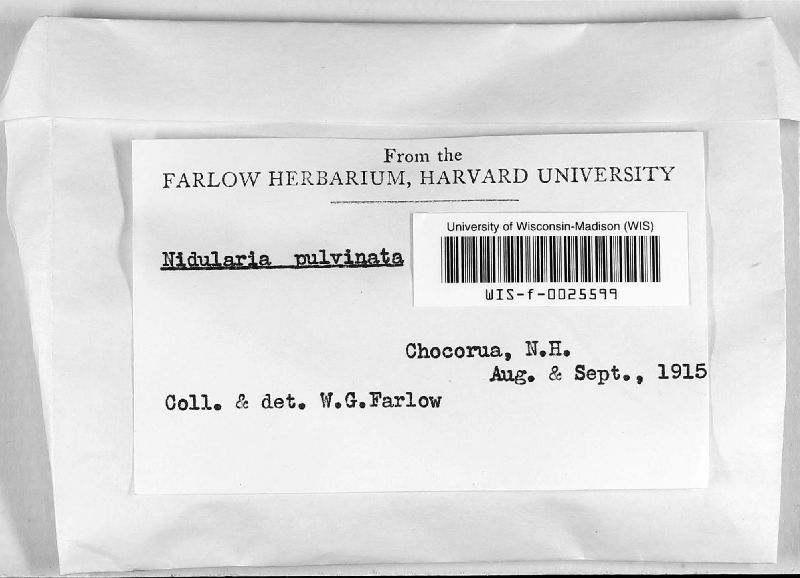 From the
FARLOW HERBARIUM, HARVARD UNIVERSITY
Nidularia pulvinata
University of Wisconsin-Madison (WIS)
WIS-f-0025599
Chocorua, N.H.
Aug. & Sept., 1915
Coll. & det. W.G.Farlow